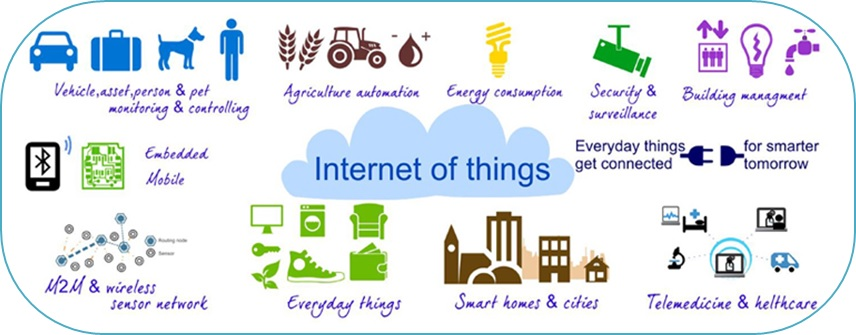 Vehicle,asset,person & pet
monitoring & controlling
Agriculture automation
Energy consumption
Security &
surveillance
Building managment
Embedded
Mobile
Internet of things
Everyday things
get connected
for smarter
tomorrow
Routing node
Sensor
M2M & wireless
sensor network
Everyday things
Smart homes & cities
Telemedicine & helthcare